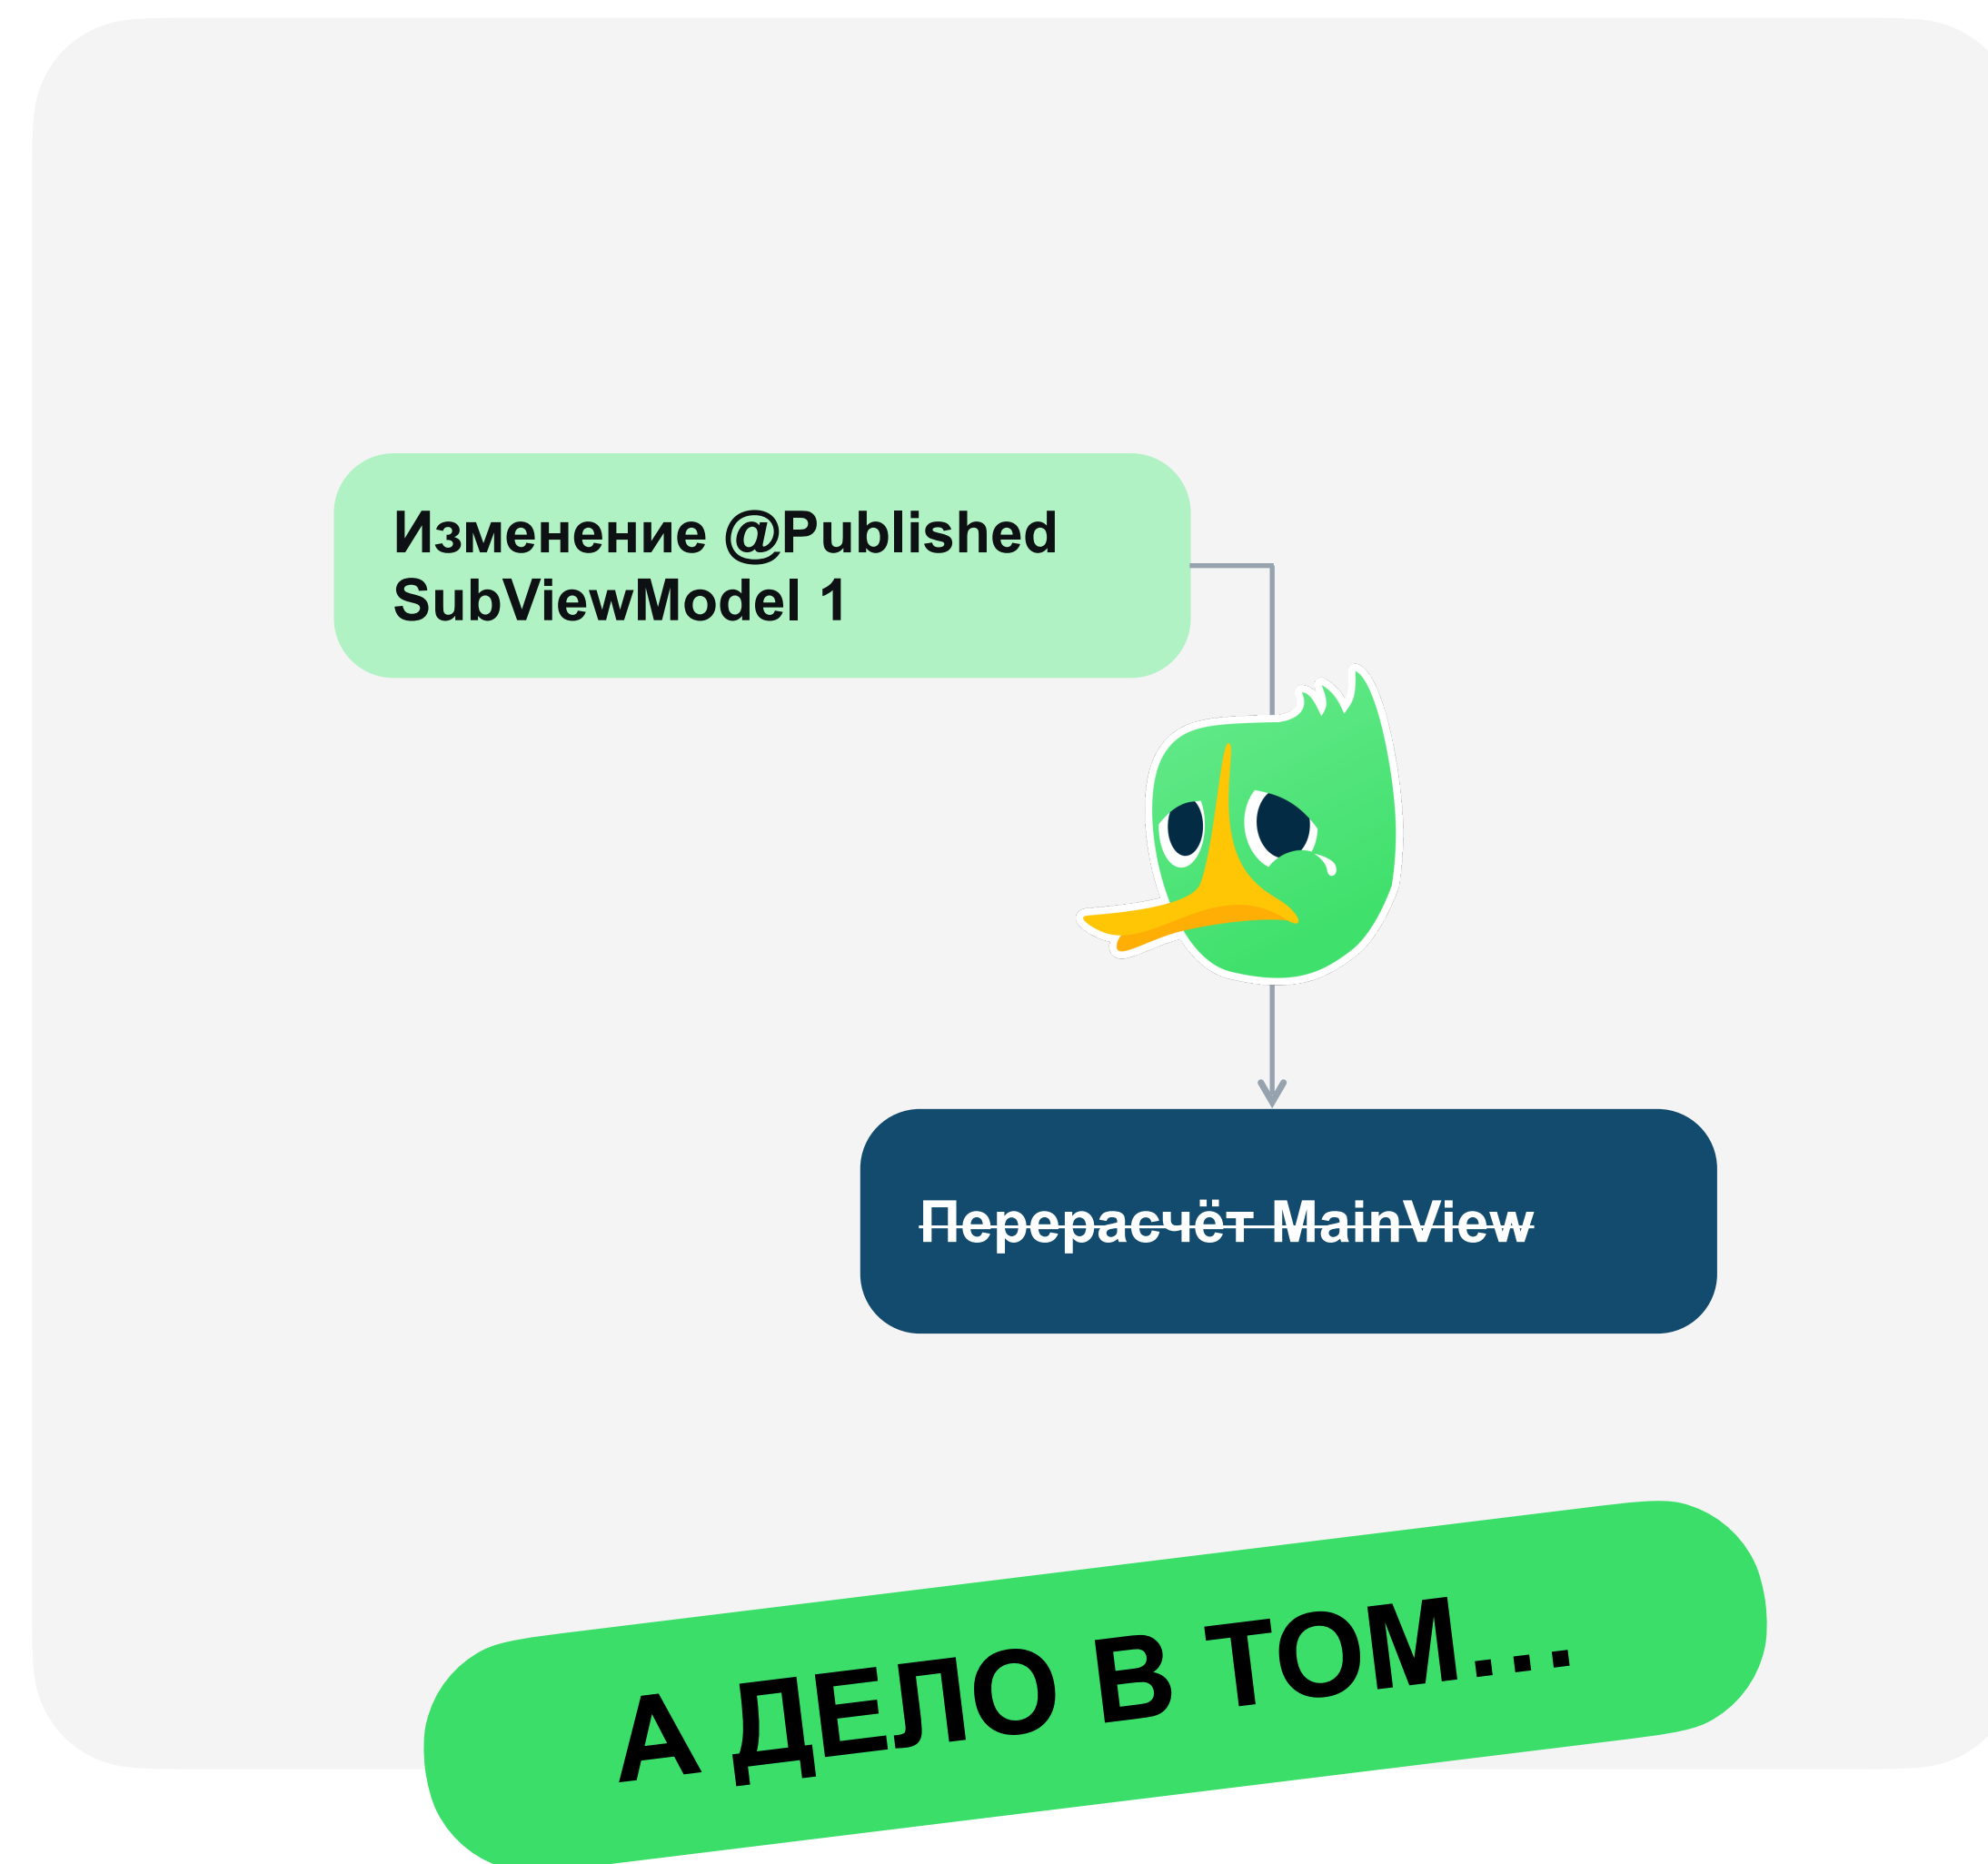 Изменение @Published
SubViewModel 1
Перерасчёт MainView
А ДЕЛО В ТОМ...